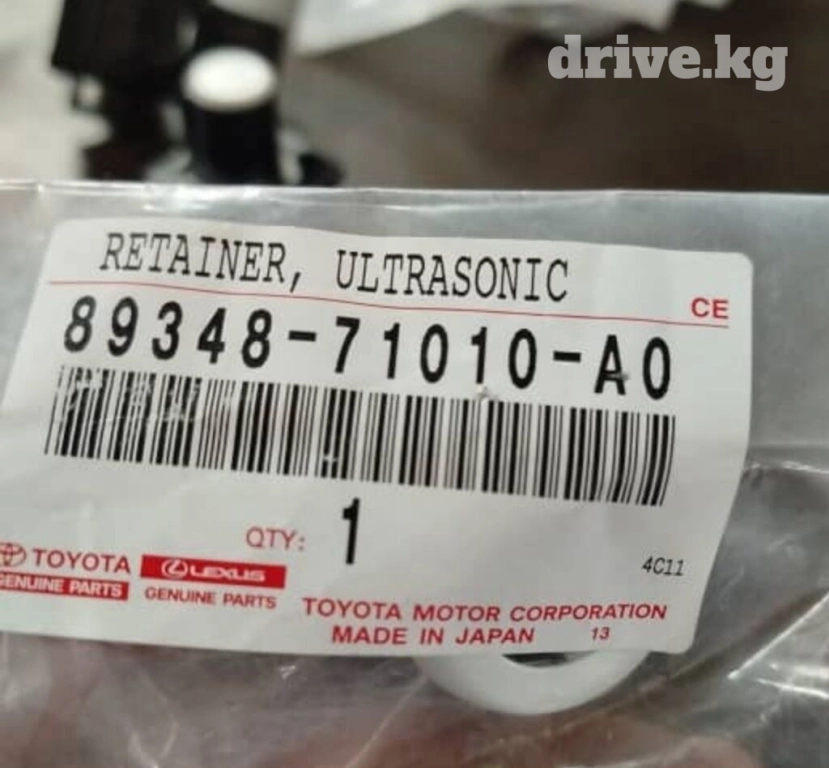 drive.kg
RETAINER, ULTRASONIC
CE
89348-71010-A0
QTY: 1
4C11
TOYOTA
GENUINE PARTS
LEXUS
GENUINE PARTS
TOYOTA MOTOR CORPORATION
MADE IN JAPAN 13